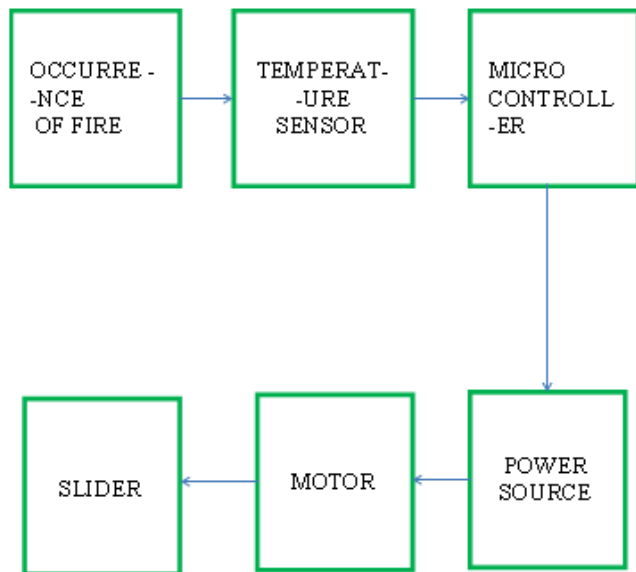 OCCURRE -
-NCE
OF FIRE
TEMPERAT-
-URE
SENSOR
MICRO
CONTROLL
-ER
SLIDER
MOTOR
POWER
SOURCE